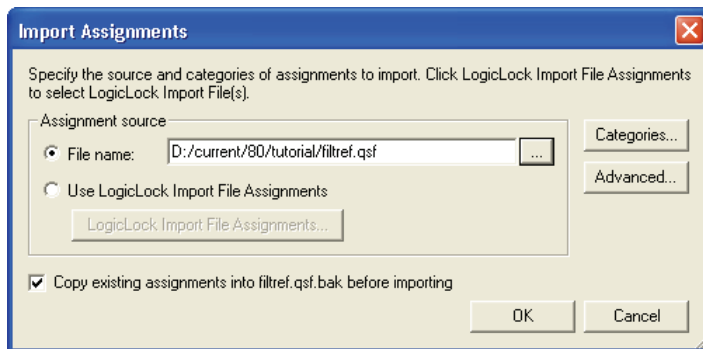 Import Assignments
Specify the source and categories of assignments to import. Click LogicLock Import File Assignments
to select LogicLock Import File(s).
Assignment source
File name: D:/current/80/tutorial/filtref.qsf ...
Categories...
Use LogicLock Import File Assignments
Advanced...
LogicLock Import File Assignments...
Copy existing assignments into filtref.qsf.bak before importing
OK Cancel